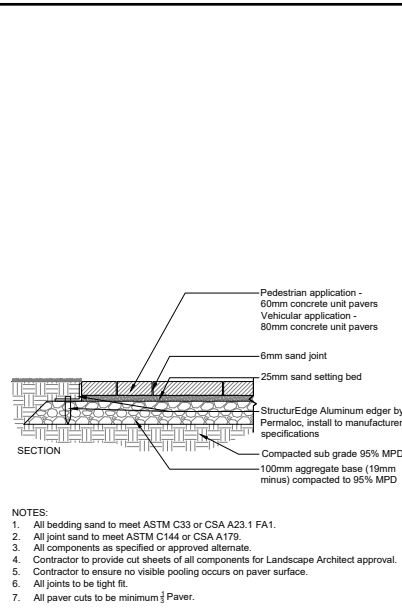 Pedestrian application -
60mm concrete unit pavers
Vehicular application -
80mm concrete unit pavers
6mm sand joint
25mm sand setting bed
StructurEdge Aluminum edger by
Permaloc, install to manufacturer
specifications
Compacted sub grade 95% MPD
100mm aggregate base (19mm
minus) compacted to 95% MPD
SECTION
NOTES:
1. All bedding sand to meet ASTM C33 or CSA A23.1 FA1.
2. All joint sand to meet ASTM C144 or CSA A179.
3. All components as specified or approved alternate.
4. Contractor to provide cut sheets of all components for Landscape Architect approval.
5. Contractor to ensure no visible pooling occurs on paver surface.
6. All joints to be tight fit.
7. All paver cuts to be minimum Paver.